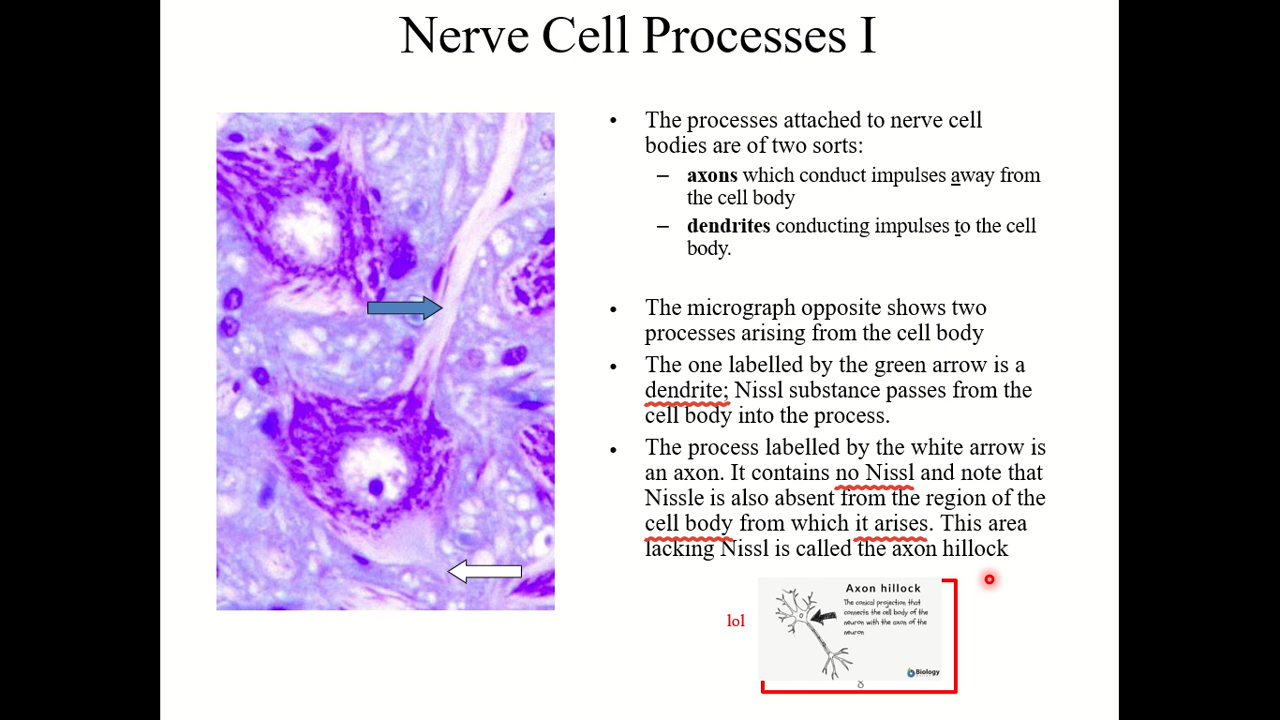 Nerve Cell Processes I
• The processes attached to nerve cell
bodies are of two sorts:
– axons which conduct impulses away from
the cell body
– dendrites conducting impulses to the cell
body.
• The micrograph opposite shows two
processes arising from the cell body
• The one labelled by the green arrow is a
dendrite; Nissl substance passes from the
cell body into the process.
• The process labelled by the white arrow is
an axon. It contains no Nissl and note that
Nissle is also absent from the region of the
cell body from which it arises. This area
lacking Nissl is called the axon hillock
lol
Axon hillock
The conical projection that
connects the cell body of the
neuron with the axon of the
neuron
Biology